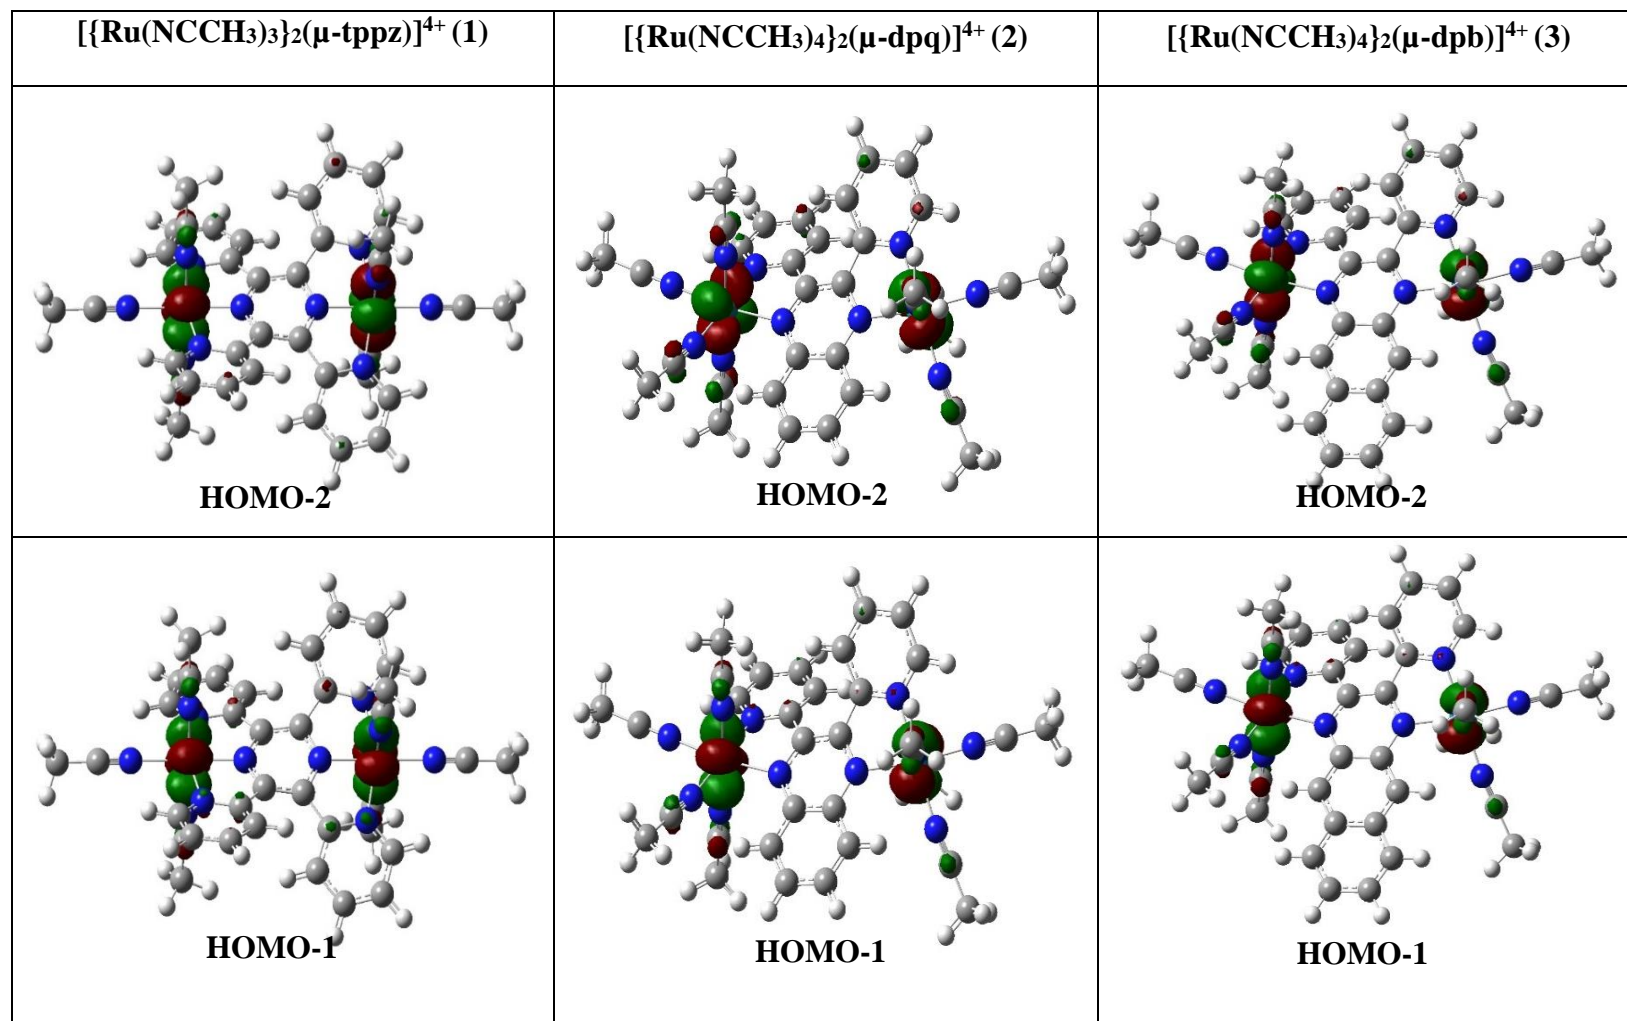 [{Ru(NCCH₃)₃}₂(µ-tppz)]⁴⁺ (1)
[{Ru(NCCH₃)₄}₂(µ-dpq)]⁴⁺ (2)
[{Ru(NCCH₃)₄}₂(µ-dpb)]⁴⁺ (3)
HOMO-2
HOMO-2
HOMO-2
HOMO-1
HOMO-1
HOMO-1